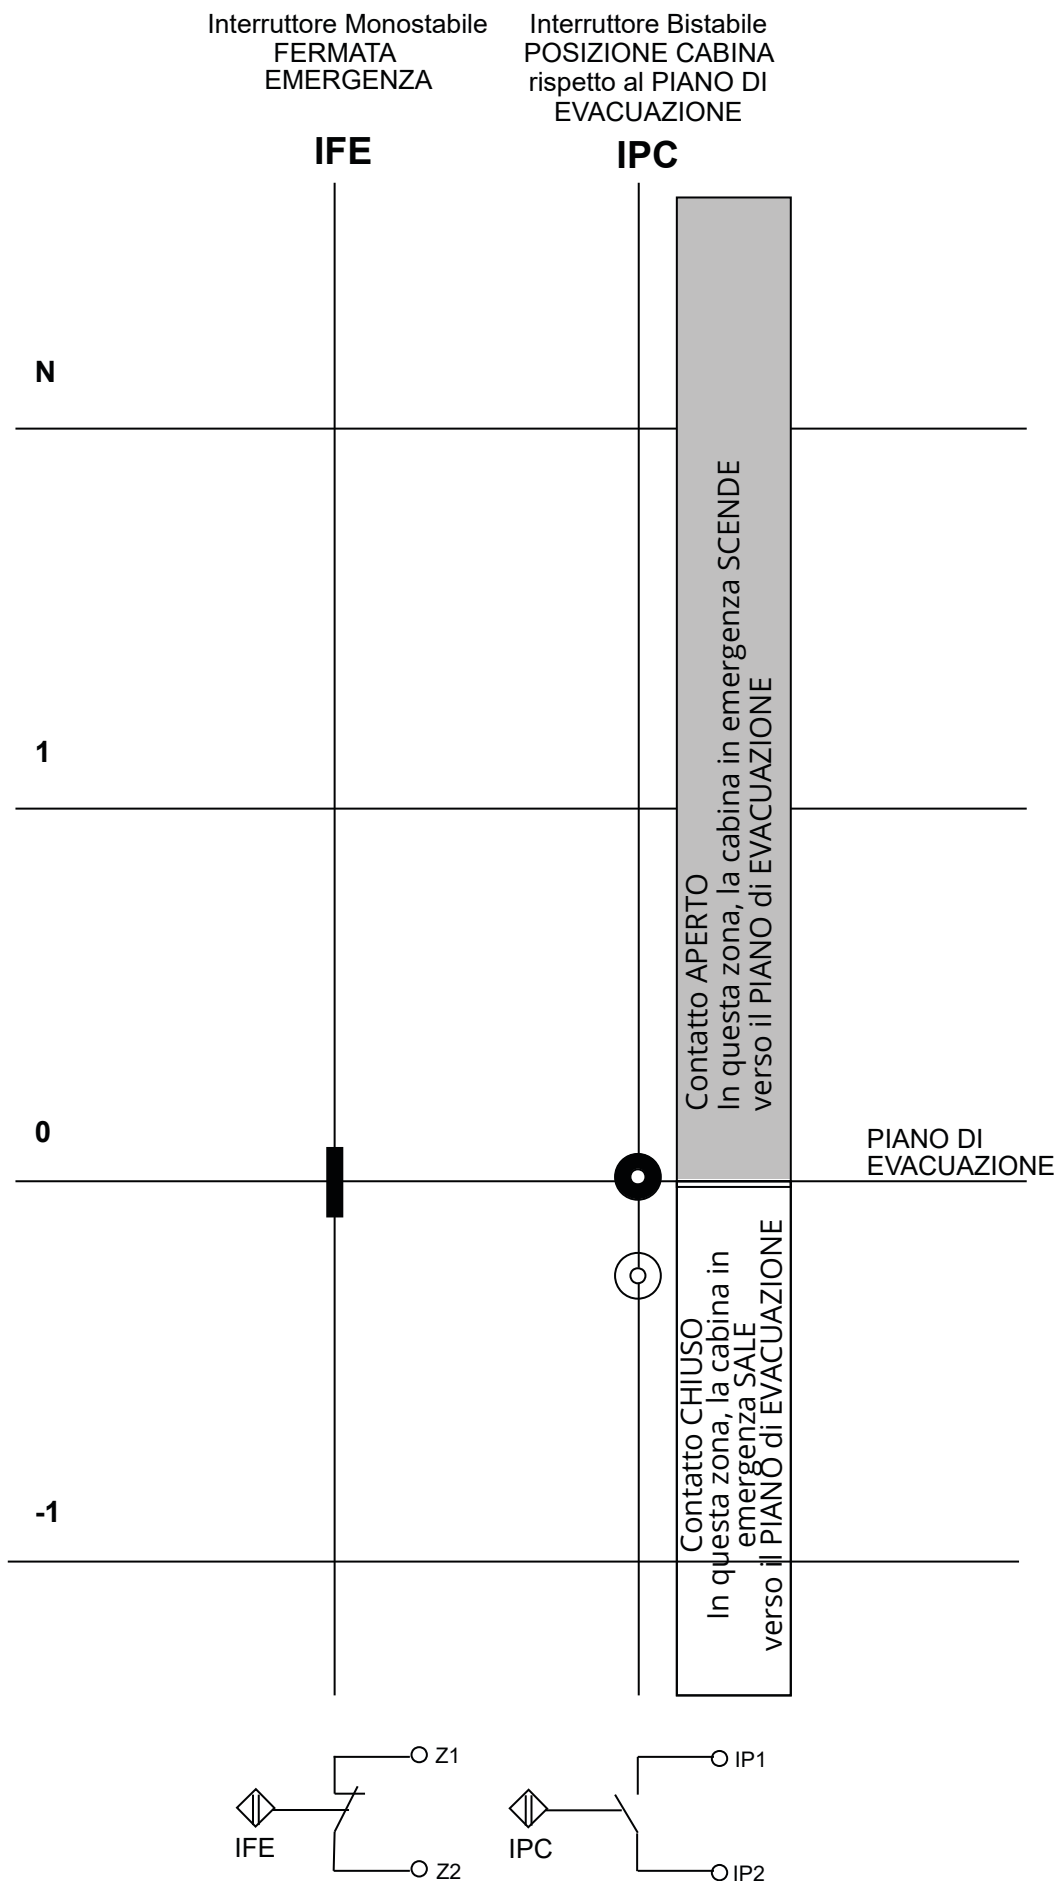 Interruttore Monostabile
FERMATA
EMERGENZA
IFE
Interruttore Bistabile
POSIZIONE CABINA
rispetto al PIANO DI
EVACUAZIONE
IPC
N
1
0
-1
Contatto APERTO
In questa zona, la cabina in emergenza SCENDE
verso il PIANO di EVACUAZIONE
PIANO DI
EVACUAZIONE
Contatto CHIUSO
In questa zona, la cabina in
emergenza SALE
verso il PIANO di EVACUAZIONE
Z1
IFE
Z2
IP1
IPC
IP2